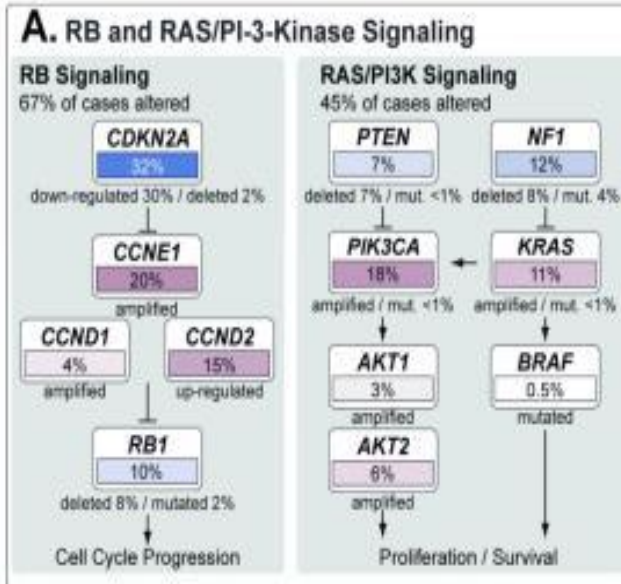 A. RB and RAS/PI-3-Kinase Signaling
RB Signaling
67% of cases altered
CDKN2A
32%
down-regulated 30% / deleted 2%
CCNE1
20%
amplified
CCND1
4%
amplified
CCND2
15%
up-regulated
RB1
10%
deleted 8% / mutated 2%
Cell Cycle Progression
RAS/PI3K Signaling
45% of cases altered
PTEN
7%
deleted 7% / mut. <1%
NF1
12%
deleted 8% / mut. 4%
PIK3CA
18%
amplified / mut. <1%
KRAS
11%
amplified / mut. <1%
AKT1
3%
amplified
BRAF
0.5%
mutated
AKT2
6%
amplified
Proliferation / Survival